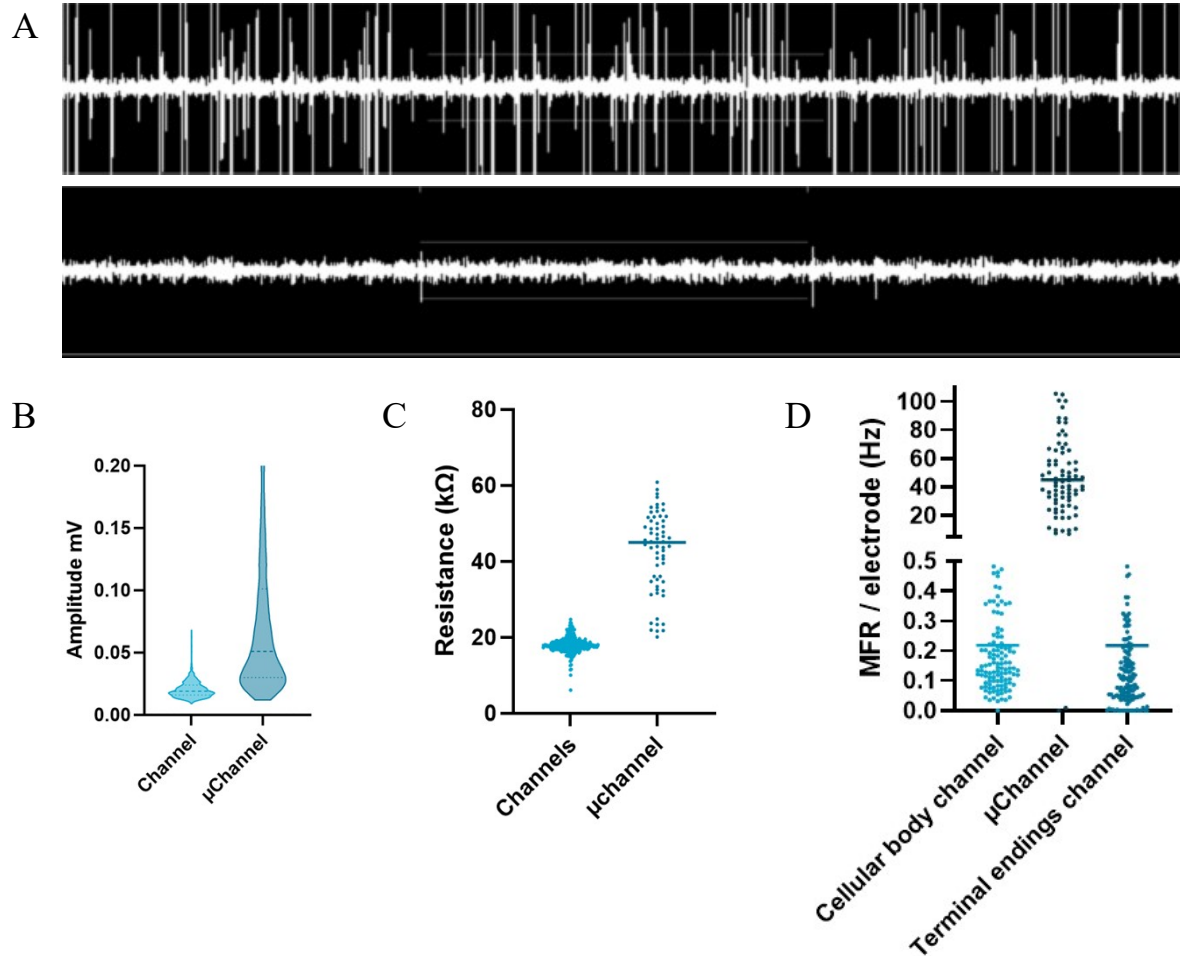 A
B
C
D
0.20
0.15
0.10
0.05
0.00
Amplitude mV
Channel
µChannel
80
60
40
20
0
Resistance (kΩ)
Channels
µchannel
100
80
60
40
20
0.5
0.4
0.3
0.2
0.1
0.0
MFR / electrode (Hz)
Cellular body channel
µChannel
Terminal endings channel